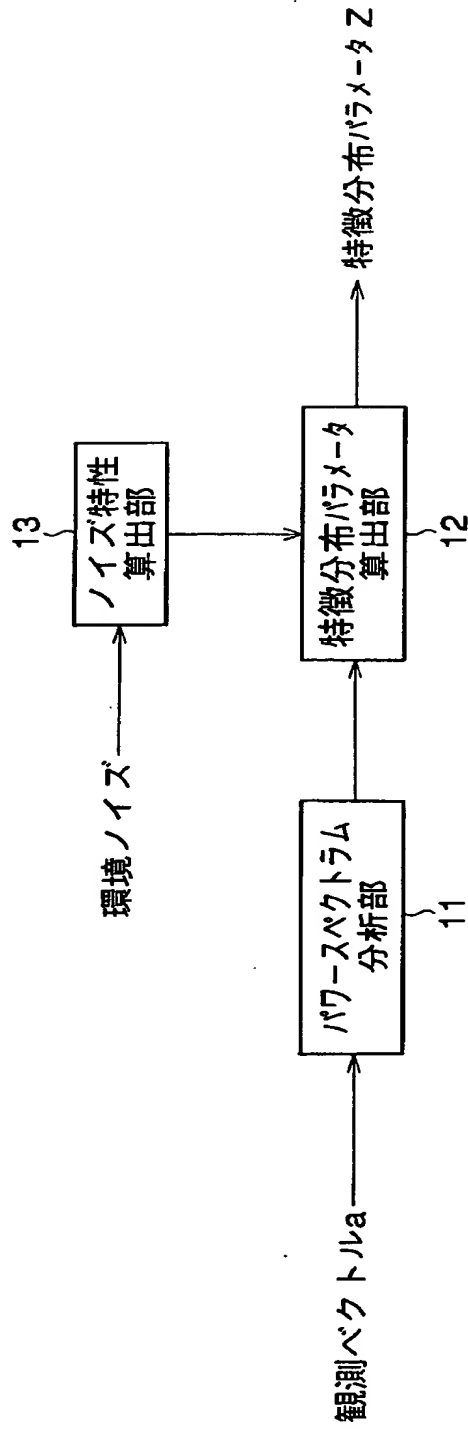 環境ノイズ
13
ノイズ特性
算出部
観測ベクトルa
パワースペクトラム
分析部
11
特徴分布パラメータ
算出部
12
特徴分布パラメータ Z